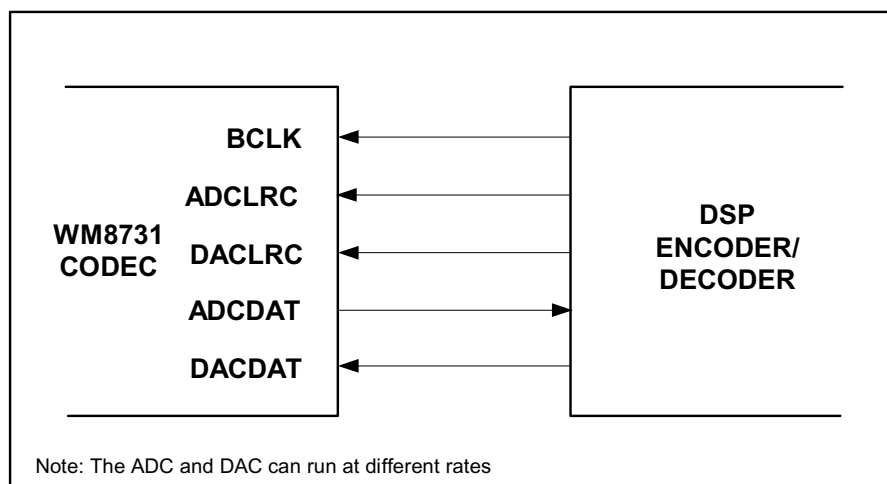 BCLK
ADCLRC
WM8731
CODEC
DACLRC
ADCDAT
DACDAT
DSP
ENCODER/
DECODER
Note: The ADC and DAC can run at different rates